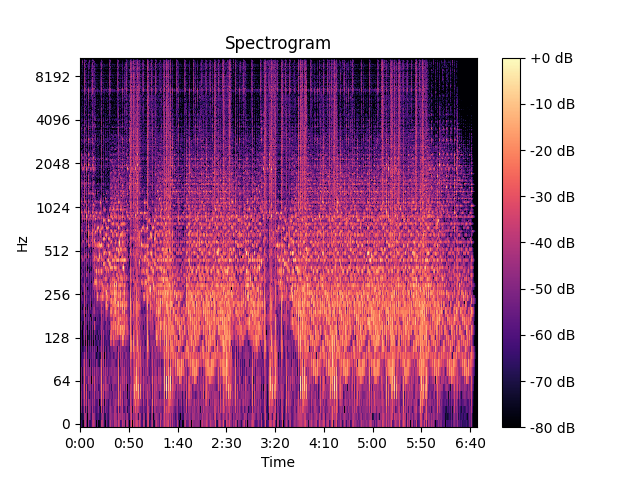 Spectrogram
8192
4096
2048
1024
512
256
128
64
0
Hz
0:00 0:50 1:40 2:30 3:20 4:10 5:00 5:50 6:40
Time
+0 dB
-10 dB
-20 dB
-30 dB
-40 dB
-50 dB
-60 dB
-70 dB
-80 dB